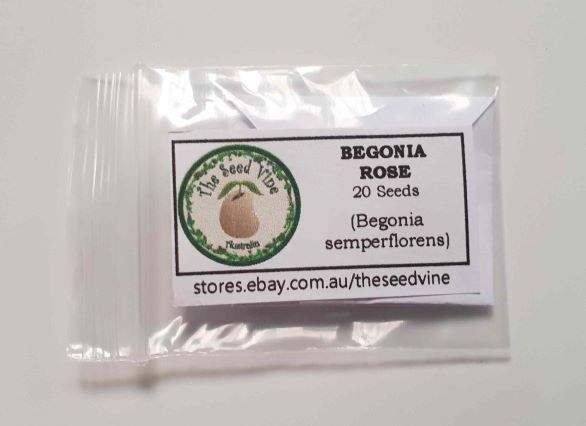 The Seed Vine
Australia
BEGONIA
ROSE
20 Seeds
(Begonia
semperflorens)
stores.ebay.com.au/theseedvine